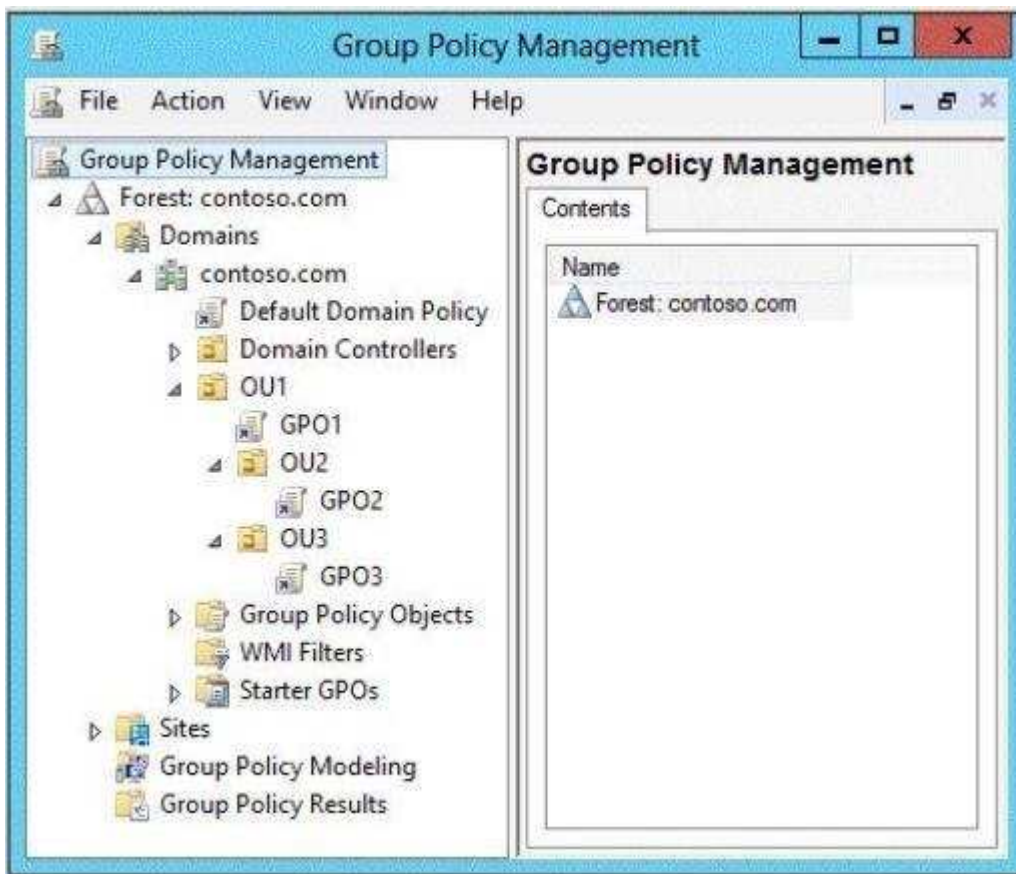 Group Policy Management
File Action View Window Help
Group Policy Management
Forest: contoso.com
Domains
contoso.com
Default Domain Policy
Domain Controllers
OU1
GPO1
OU2
GPO2
OU3
GPO3
Group Policy Objects
WMI Filters
Starter GPOs
Sites
Group Policy Modeling
Group Policy Results
Group Policy Management
Contents
Name
Forest: contoso.com